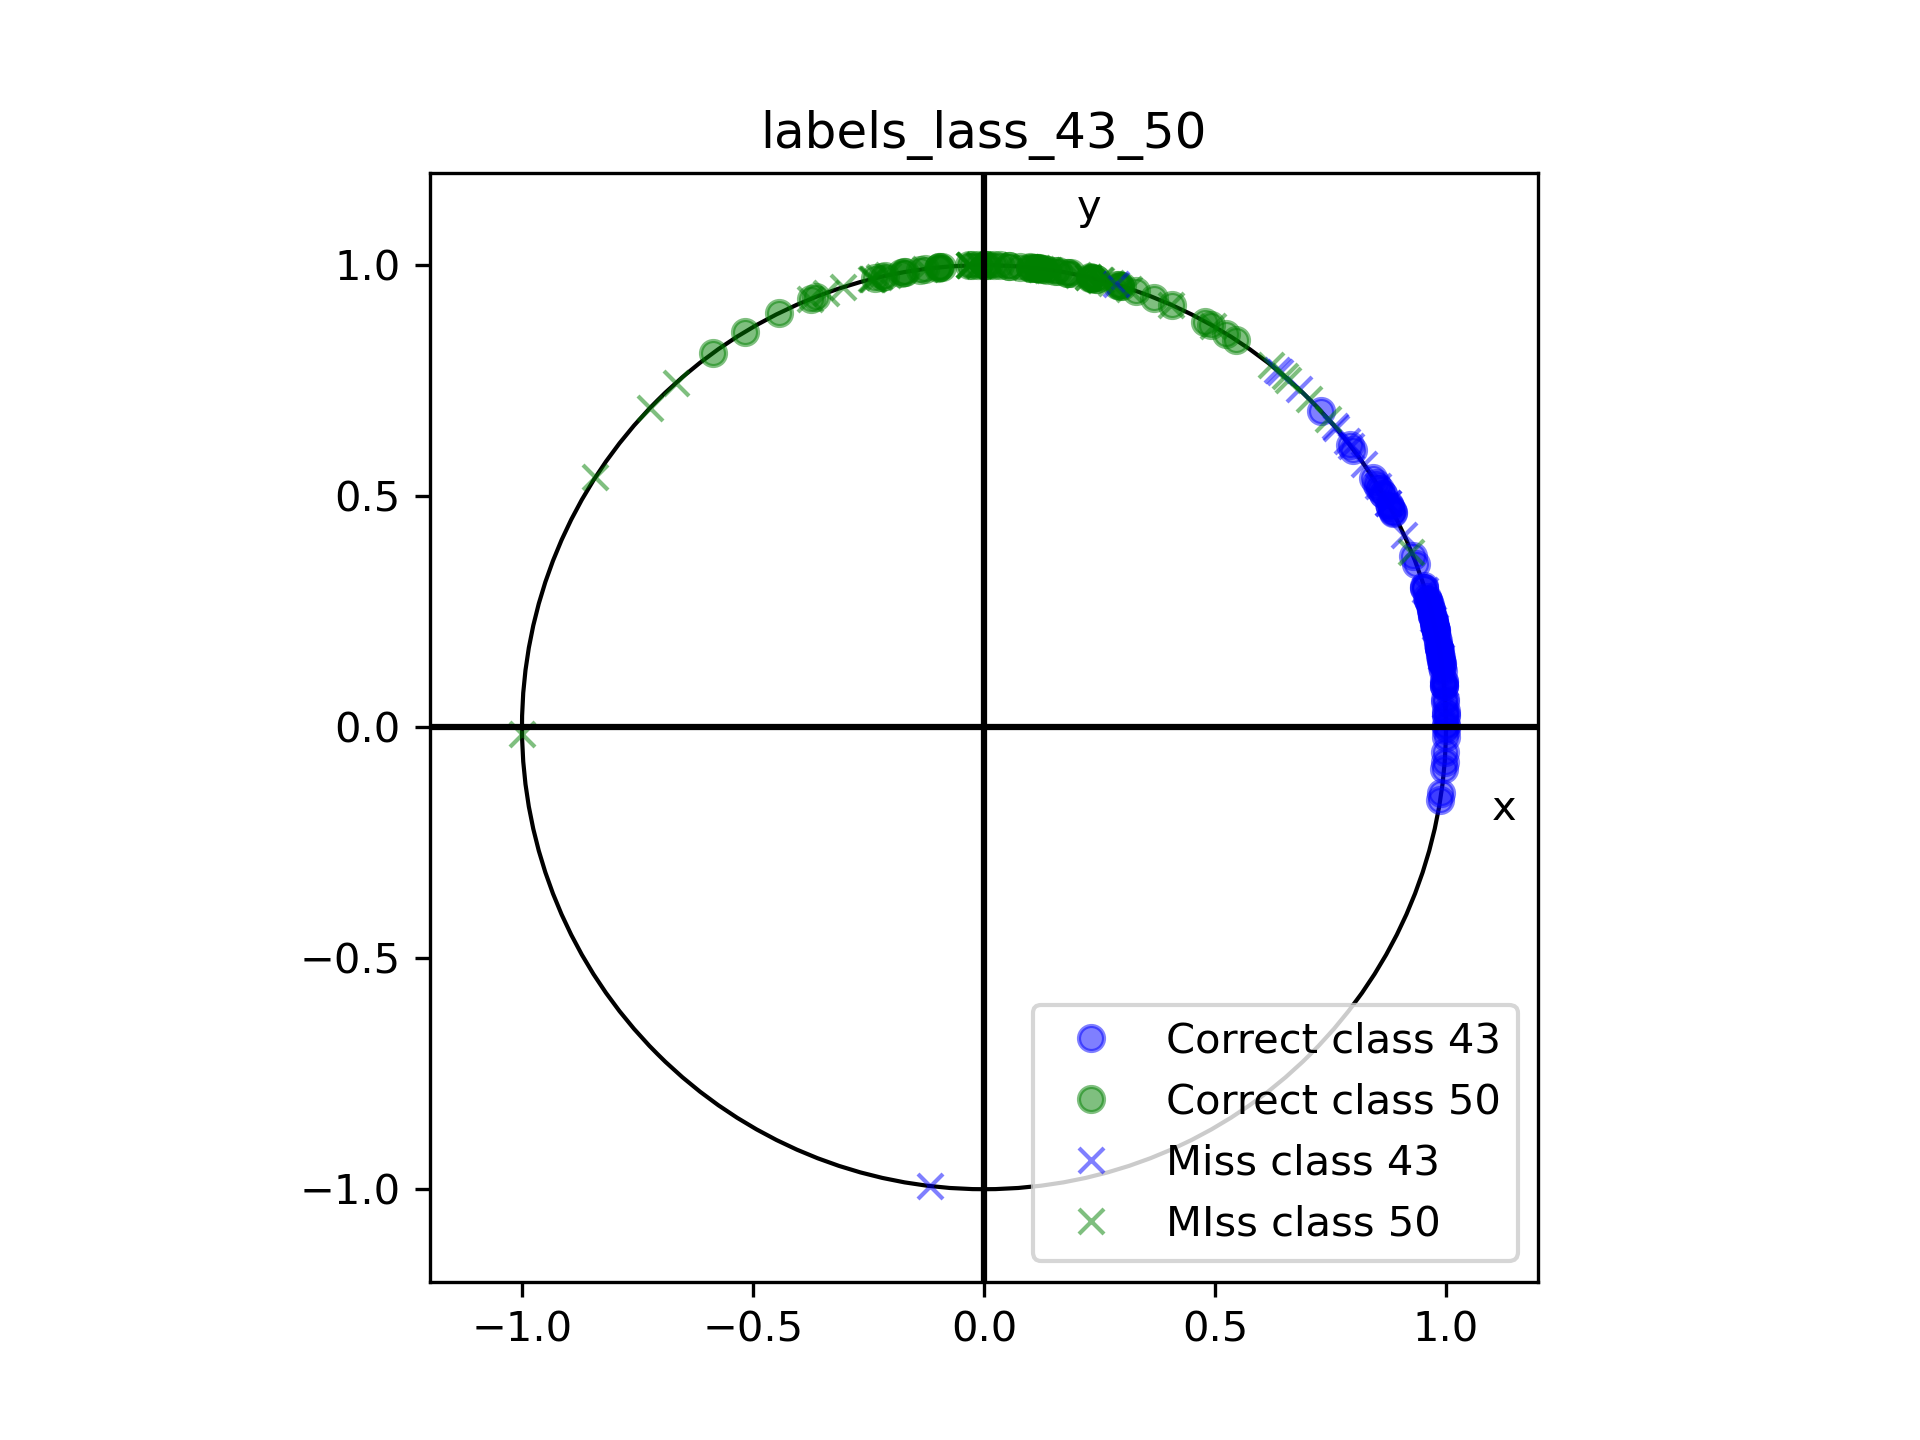 labels_lass_43_50
y
1.0
0.5
0.0
x
−0.5
−1.0
Correct class 43
Correct class 50
Miss class 43
MIss class 50
−1.0 −0.5 0.0 0.5 1.0